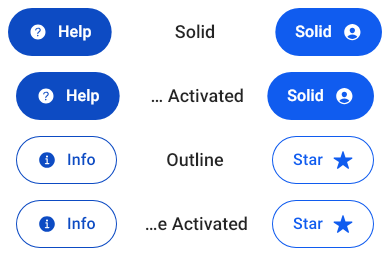 Help Solid Solid
Help ... Activated Solid
Info Outline Star
Info ...e Activated Star